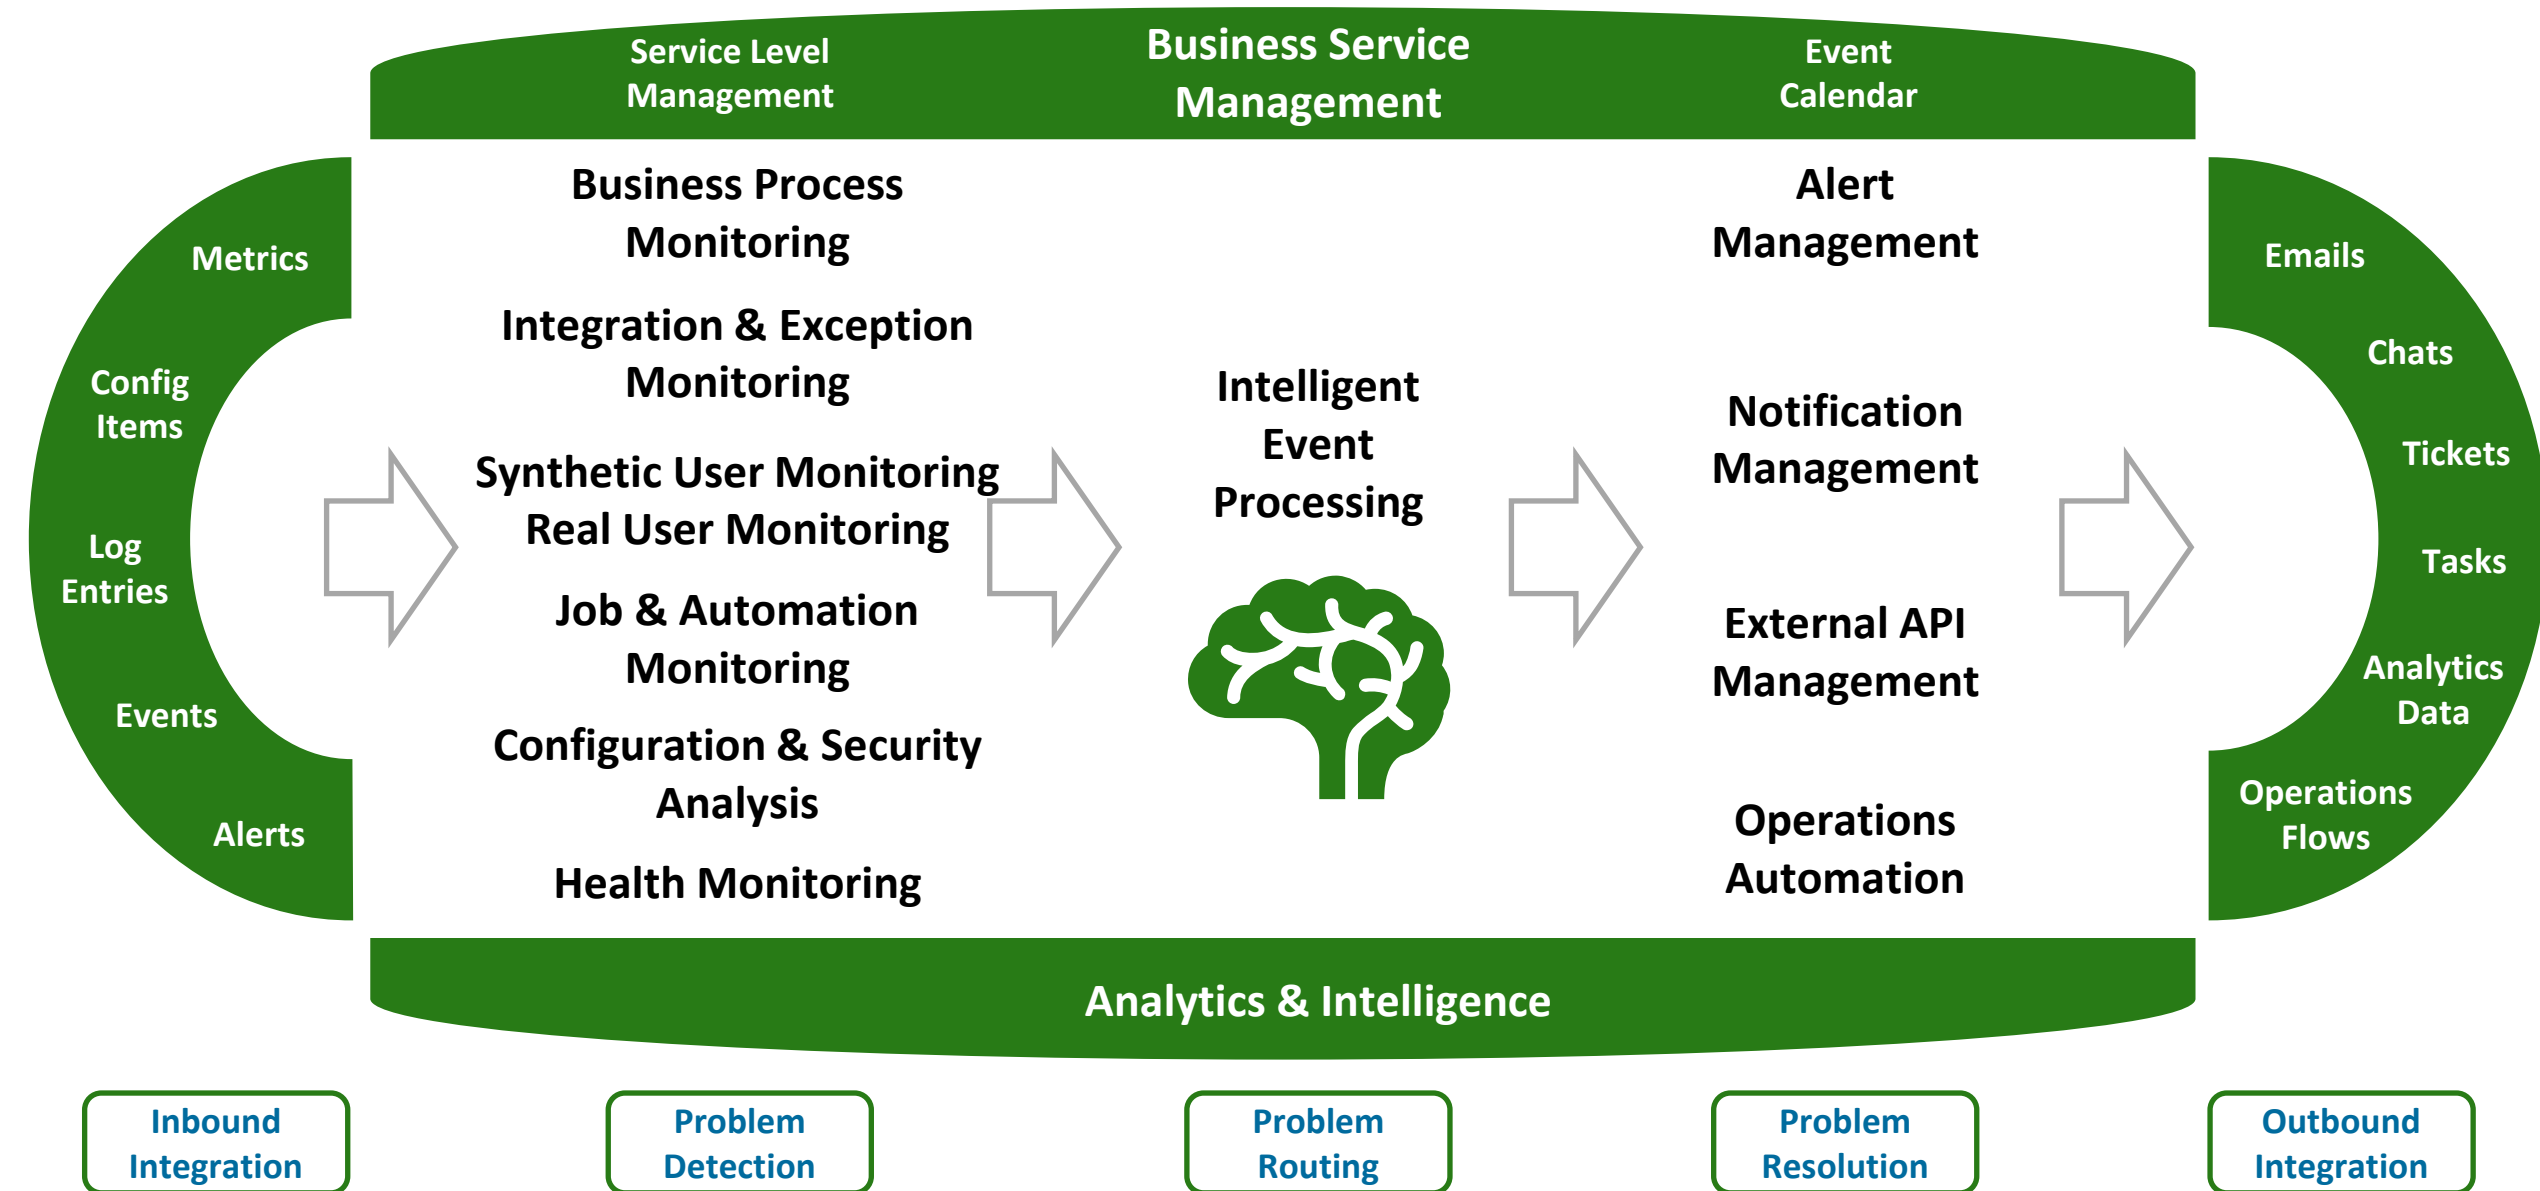 Service Level
Management
Business Service
Management
Event
Calendar
Metrics
Config
Items
Log
Entries
Events
Alerts
Business Process
Monitoring
Integration & Exception
Monitoring
Synthetic User Monitoring
Real User Monitoring
Job & Automation
Monitoring
Configuration & Security
Analysis
Health Monitoring
Intelligent
Event
Processing
Alert
Management
Notification
Management
External API
Management
Operations
Automation
Emails
Chats
Tickets
Tasks
Analytics
Data
Operations
Flows
Analytics & Intelligence
Inbound
Integration
Problem
Detection
Problem
Routing
Problem
Resolution
Outbound
Integration